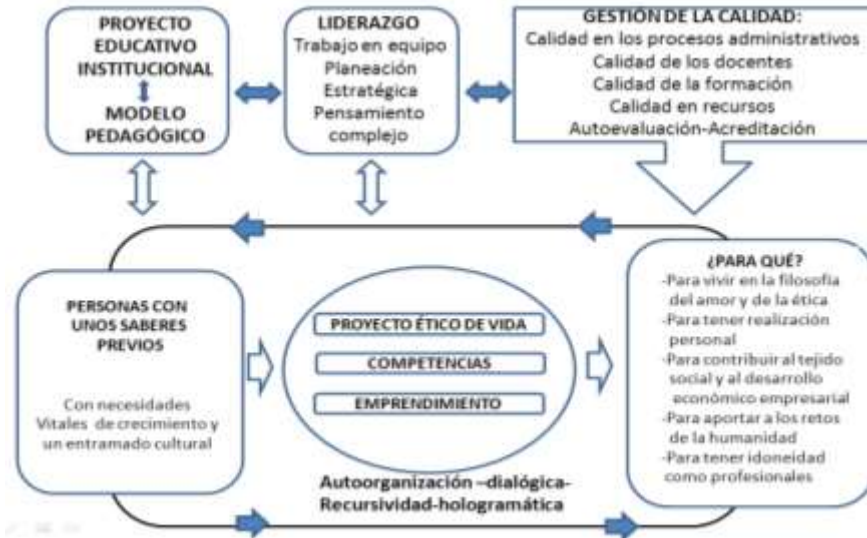 PROYECTO
EDUCATIVO
INSTITUCIONAL
MODELO
PEDAGÓGICO
LIDERAZGO
Trabajo en equipo
Planeación
Estratégica
Pensamiento
complejo
GESTIÓN DE LA CALIDAD:
Calidad en los procesos administrativos
Calidad de los docentes
Calidad de la formación
Calidad en recursos
Autoevaluación-Acreditación
PERSONAS CON
UNOS SABERES
PREVIOS
Con necesidades
Vitales de crecimiento y
un entramado cultural
PROYECTO ÉTICO DE VIDA
COMPETENCIAS
EMPRENDIMIENTO
¿PARA QUÉ?
-Para vivir en la filosofía
del amor y de la ética
-Para tener realización
personal
-Para contribuir al tejido
social y al desarrollo
económico empresarial
-Para aportar a los retos
de la humanidad
-Para tener idoneidad
como profesionales
Autoorganización –dialógica-
Recursividad-hologramática